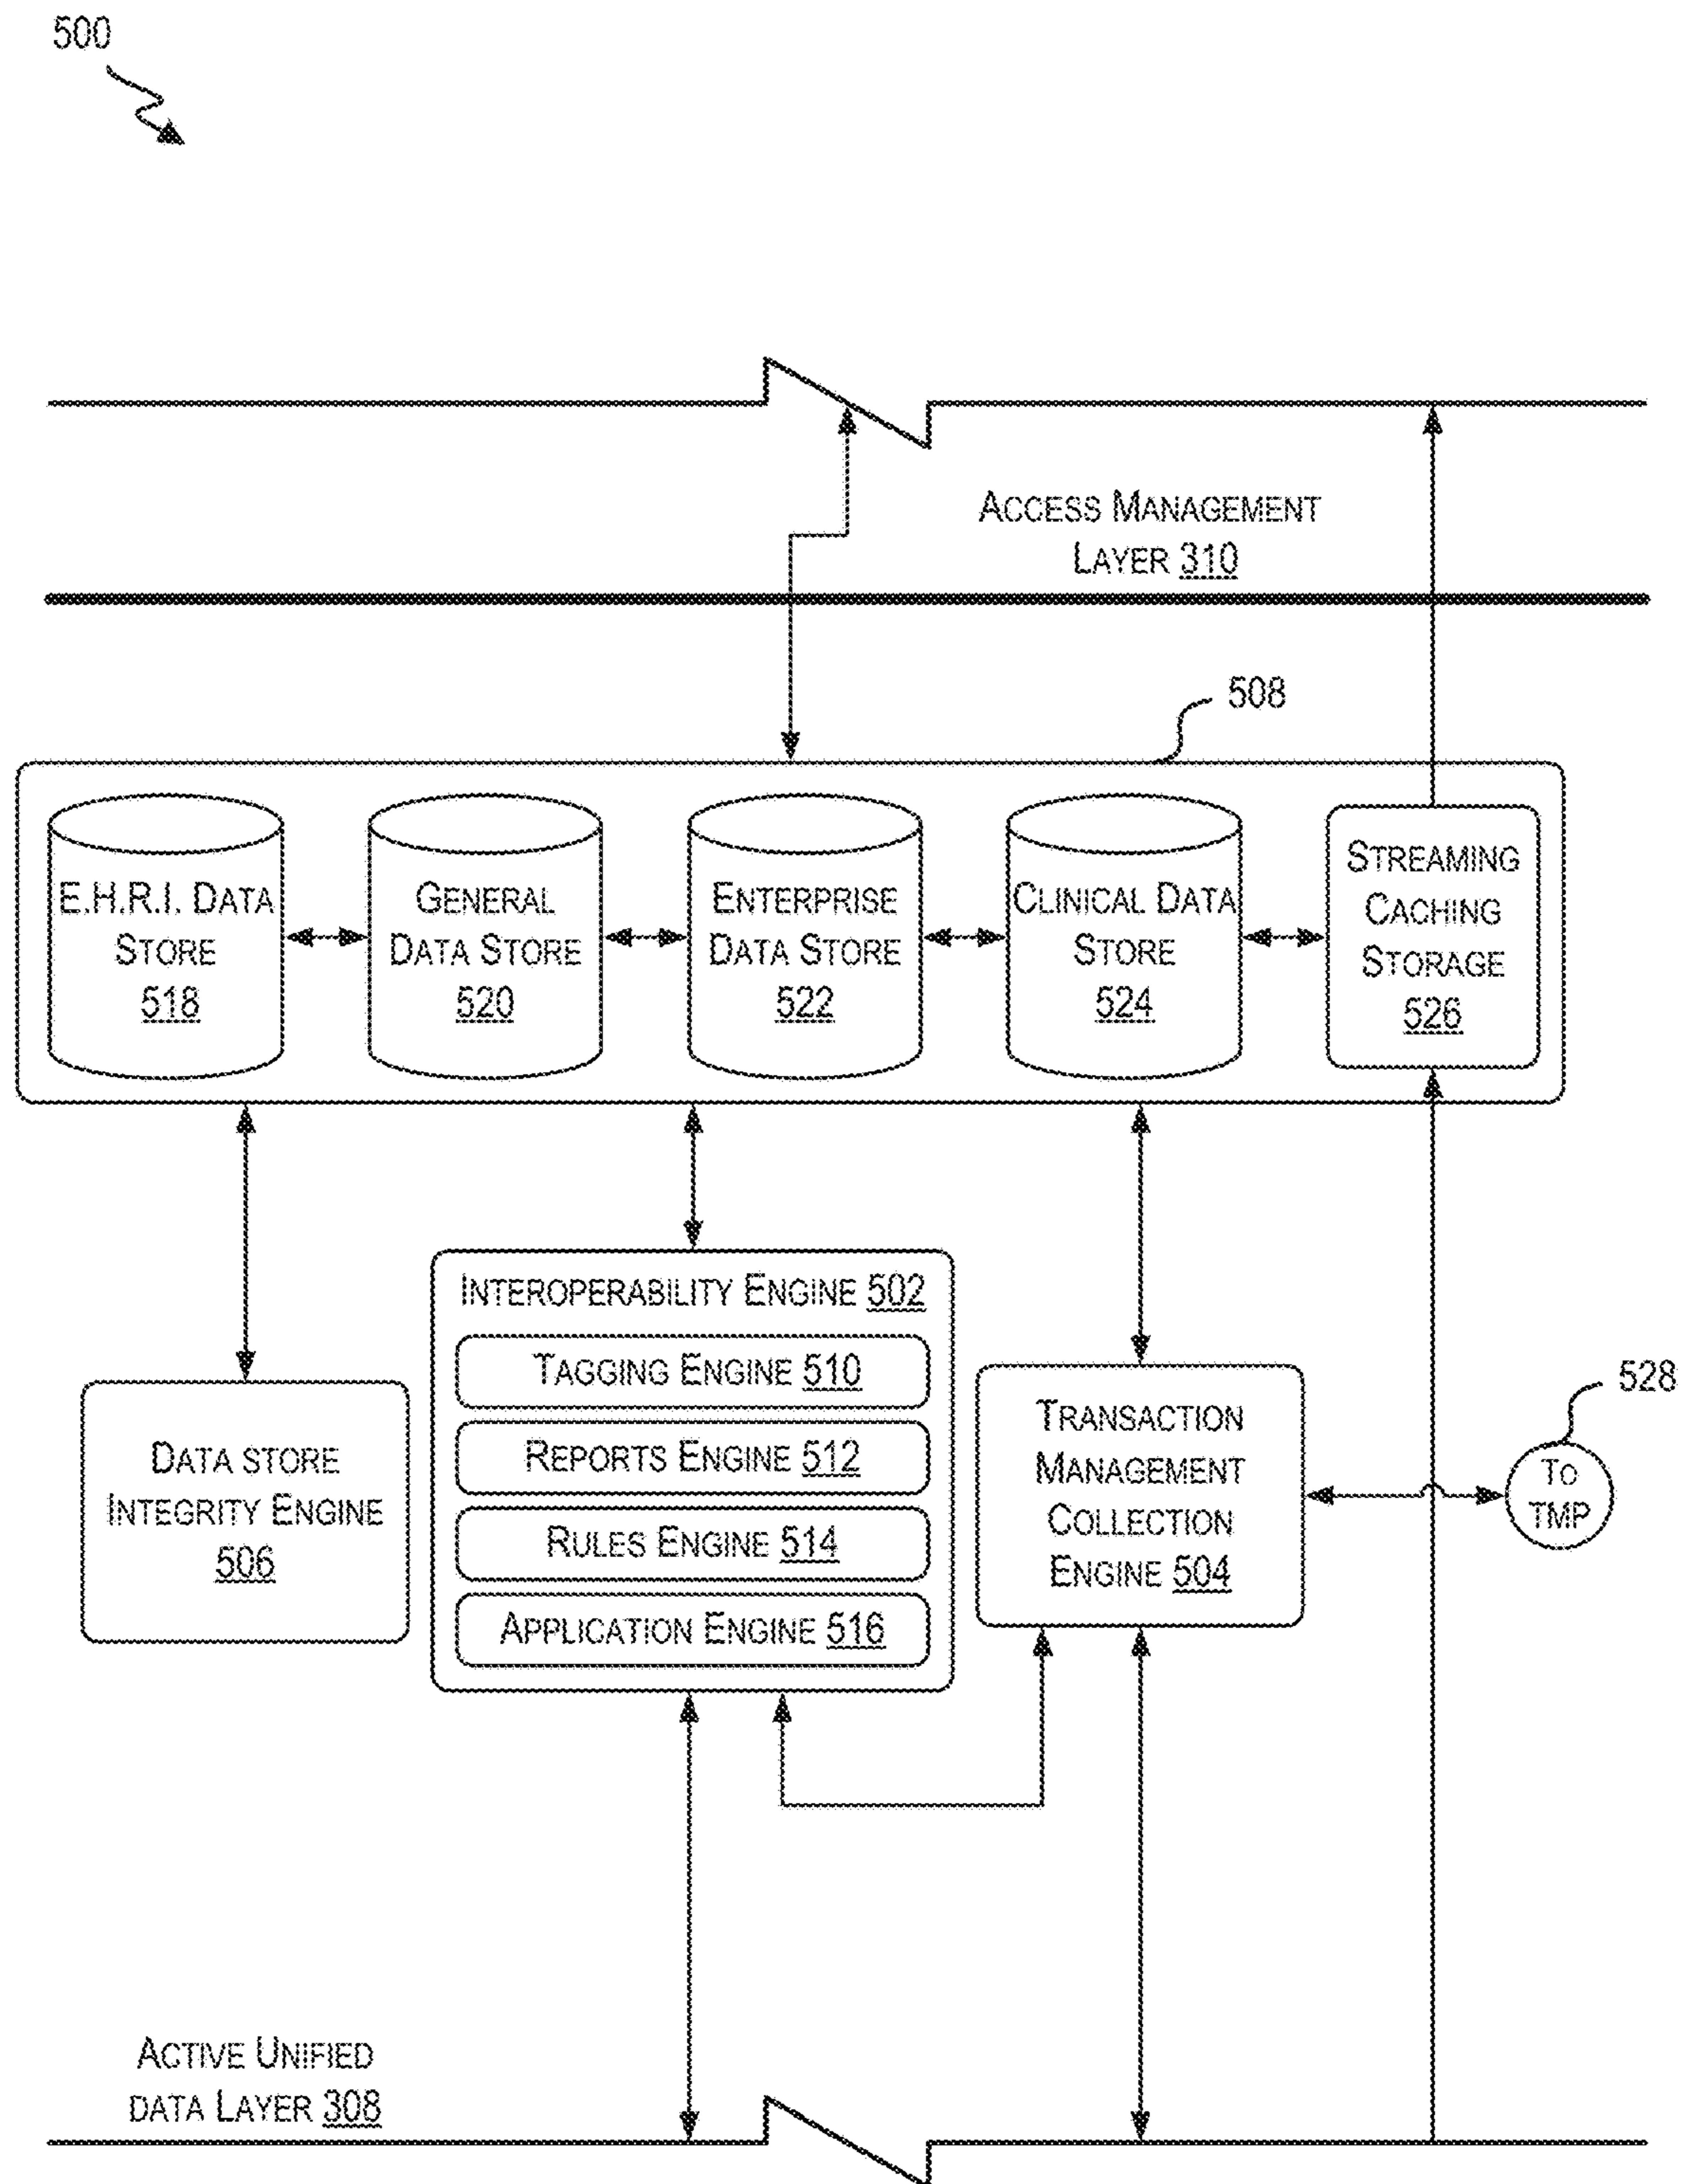 500
ACCESS MANAGEMENT
LAYER 310
508
E.H.R.I. DATA
STORE
518
GENERAL
DATA STORE
520
ENTERPRISE
DATA STORE
522
CLINICAL DATA
STORE
524
STREAMING
CACHING
STORAGE
526
DATA STORE
INTEGRITY ENGINE
506
INTEROPERABILITY ENGINE 502
TAGGING ENGINE 510
REPORTS ENGINE 512
RULES ENGINE 514
APPLICATION ENGINE 516
TRANSACTION
MANAGEMENT
COLLECTION
ENGINE 504
528
TO
TMP
ACTIVE UNIFIED
DATA LAYER 308